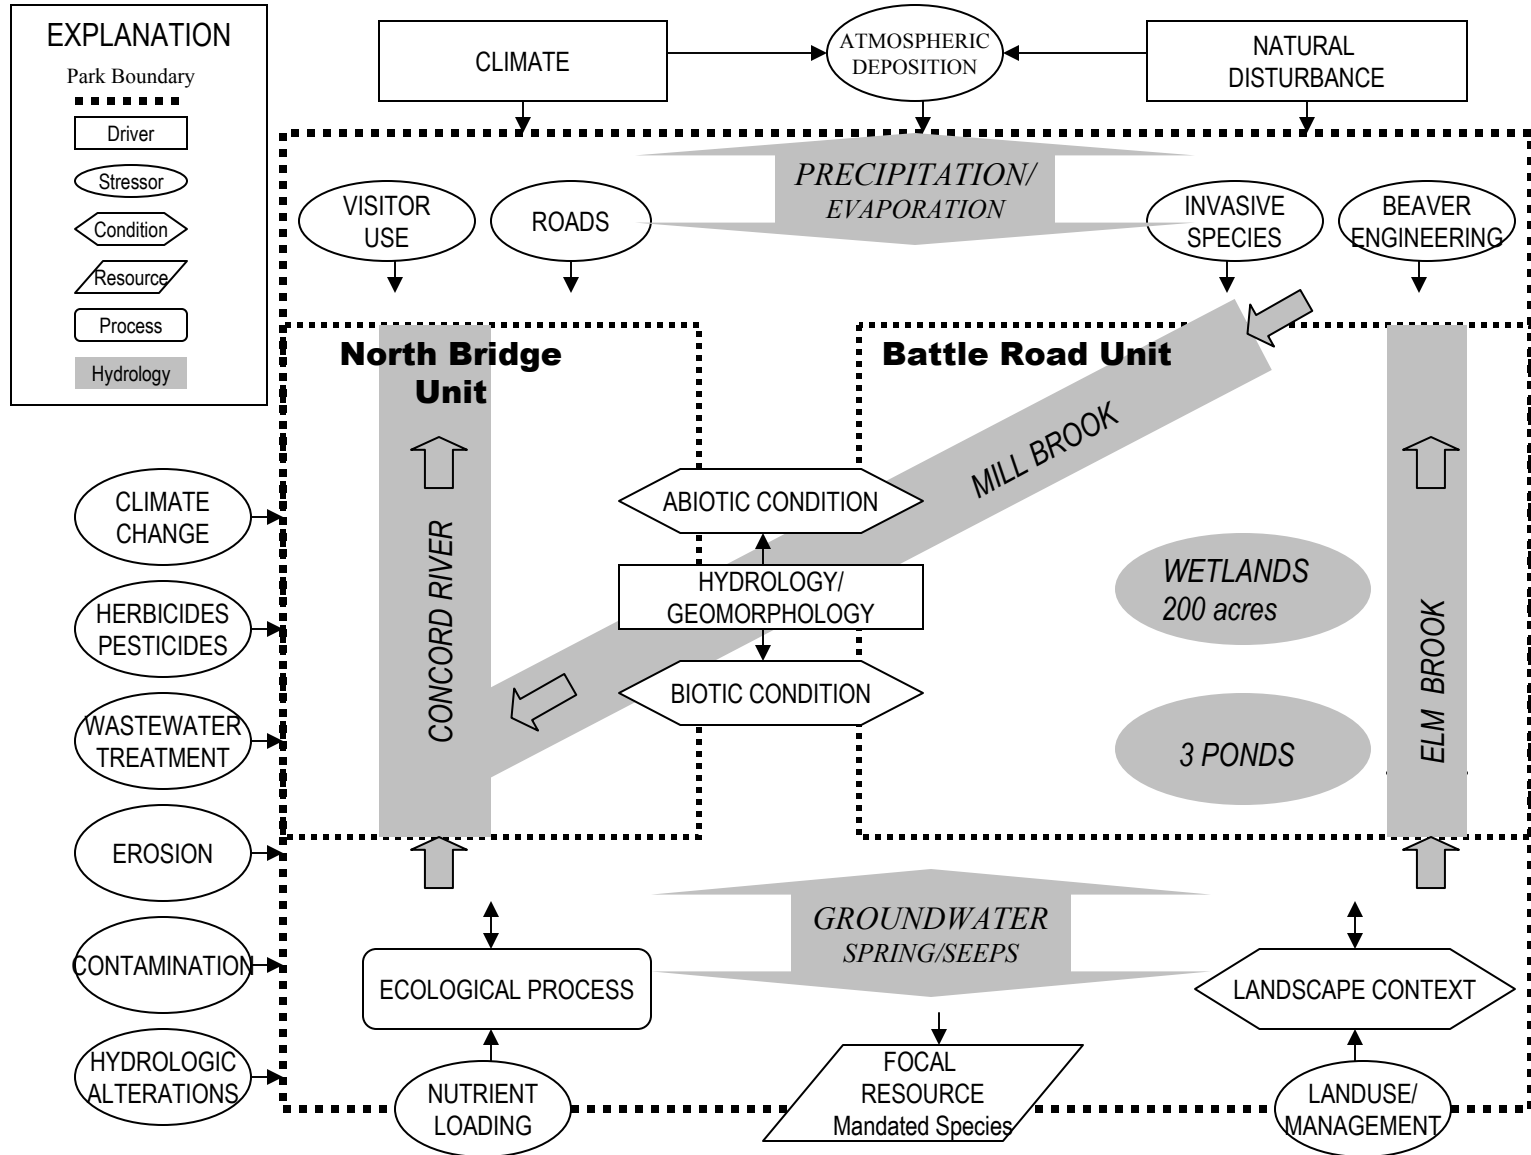 EXPLANATION
Park Boundary
Driver
Stressor
Condition
Resource
Process
Hydrology
CLIMATE
ATMOSPHERIC
DEPOSITION
NATURAL
DISTURBANCE
PRECIPITATION/
EVAPORATION
VISITOR
USE
ROADS
INVASIVE
SPECIES
BEAVER
ENGINEERING
North Bridge
Unit
Battle Road Unit
CLIMATE
CHANGE
HERBICIDES
PESTICIDES
WASTEWATER
TREATMENT
EROSION
CONTAMINATION
HYDROLOGIC
ALTERATIONS
CONCORD RIVER
MILL BROOK
ABIOTIC CONDITION
HYDROLOGY/
GEOMORPHOLOGY
BIOTIC CONDITION
WETLANDS
200 acres
3 PONDS
ELM BROOK
GROUNDWATER
SPRING/SEEPS
ECOLOGICAL PROCESS
LANDSCAPE CONTEXT
NUTRIENT
LOADING
FOCAL
RESOURCE
Mandated Species
LANDUSE/
MANAGEMENT